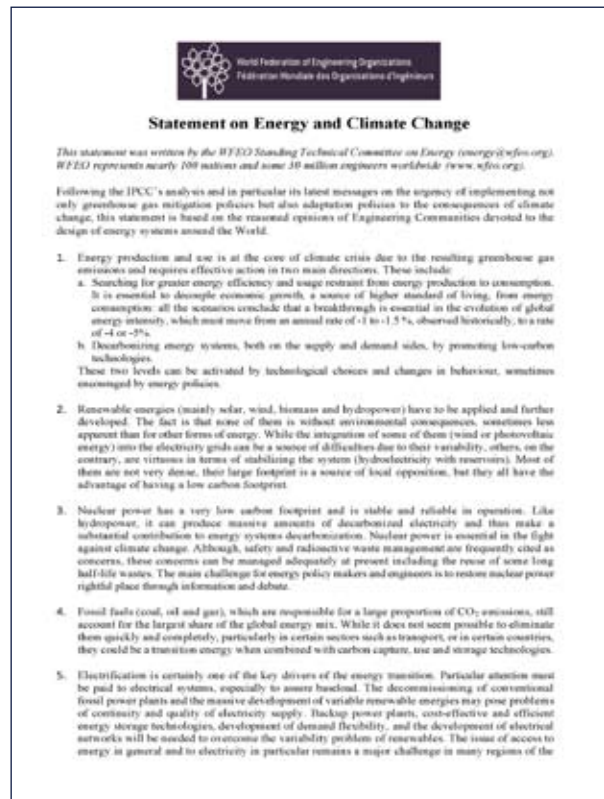 World Federation of Engineering Organizations
Fédération Mondiale des Organisations d'Ingénieurs
Statement on Energy and Climate Change
This statement was written by the WFEO Standing Technical Committee on Energy (energy@wfeo.org).
WFEO represents nearly 100 nations and some 30 million engineers worldwide (www.wfeo.org).
Following the IPCC's analysis and in particular its latest messages on the urgency of implementing not
only greenhouse gas mitigation policies but also adaptation policies to the consequences of climate
change, this statement is based on the reasoned opinions of Engineering Communities devoted to the
design of energy systems around the World.
1. Energy production and use is at the core of climate crisis due to the resulting greenhouse gas
emissions and requires effective action in two main directions. These include:
a. Searching for greater energy efficiency and usage restraint from energy production to consumption.
It is essential to decouple economic growth, a source of higher standard of living, from energy
consumption: all the scenarios conclude that a breakthrough is essential in the evolution of global
energy intensity, which must move from an annual rate of -1 to -1.5 %, observed historically, to a rate
of -4 or -5%.
b. Decarbonizing energy systems, both on the supply and demand sides, by promoting low-carbon
technologies.
These two levels can be activated by technological choices and changes in behaviour, sometimes
encouraged by energy policies.
2. Renewable energies (mainly solar, wind, biomass and hydropower) have to be applied and further
developed. The fact is that none of them is without environmental consequences, sometimes less
apparent than for other forms of energy. While the integration of some of them (wind or photovoltaic
energy) into the electricity grids can be a source of difficulties due to their variability, others, on the
contrary, are virtuous in terms of stabilizing the system (hydroelectricity with reservoirs). Most of
them are not very dense, their large footprint is a source of local opposition, but they all have the
advantage of having a low carbon footprint.
3. Nuclear power has a very low carbon footprint and is stable and reliable in operation. Like
hydropower, it can produce massive amounts of decarbonized electricity and thus make a
substantial contribution to energy systems decarbonization. Nuclear power is essential in the fight
against climate change. Although, safety and radioactive waste management are frequently cited as
concerns, these concerns can be managed adequately at present including the reuse of some long
half-life wastes. The main challenge for energy policy makers and engineers is to restore nuclear power
rightful place through information and debate.
4. Fossil fuels (coal, oil and gas), which are responsible for a large proportion of CO₂ emissions, still
account for the largest share of the global energy mix. While it does not seem possible to eliminate
them quickly and completely, particularly in certain sectors such as transport, or in certain countries,
they could be a transition energy when combined with carbon capture, use and storage technologies.
5. Electrification is certainly one of the key drivers of the energy transition. Particular attention must
be paid to electrical systems, especially to assure baseload. The decommissioning of conventional
fossil power plants and the massive development of variable renewable energies may pose problems
of continuity and quality of electricity supply. Backup power plants, cost-effective and efficient
energy storage technologies, development of demand flexibility, and the development of electrical
networks will be needed to overcome the variability problem of renewables. The issue of access to
energy in general and to electricity in particular remains a major challenge in many regions of the